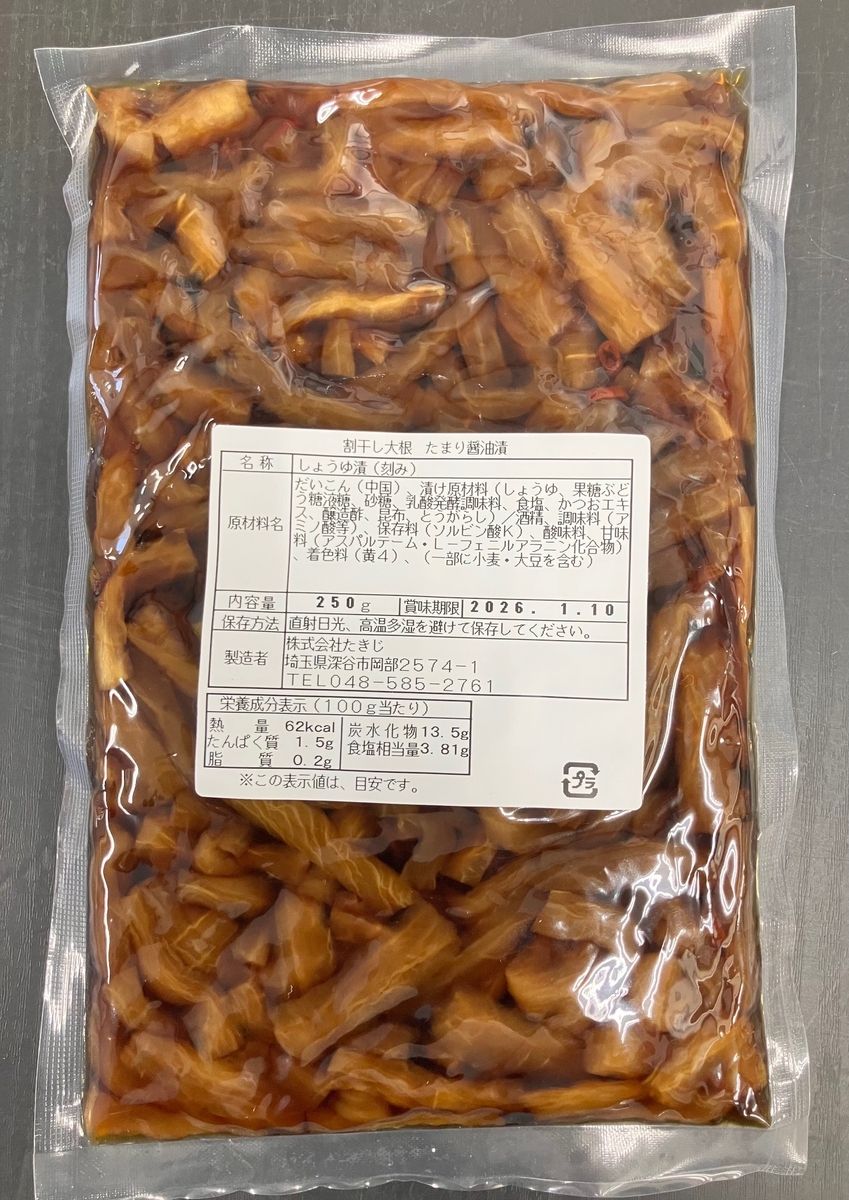 割干し大根 たまり醤油漬
名称 しょうゆ漬（刻み）
原材料名 だいこん（中国）、漬け原材料（しょうゆ、果糖ぶど
う糖液糖、砂糖、乳酸発酵調味料、食塩、かつおエキ
ス、醸造酢、昆布、とうがらし）／酒精、調味料（ア
ミン酸等）、保存料（ソルビン酸K）、酸味料、甘味
料（アスパルテーム・L－フェニルアラニン化合物）
、着色料（黄４）、（一部に小麦・大豆を含む）
内容量 250g 賞味期限 2026. 1.10
保存方法 直射日光、高温多湿を避けて保存してください。
製造者 株式会社たきじ
埼玉県深谷市岡部2574－1
TEL048－585－2761
栄養成分表示（100g当たり）
熱量 62kcal 炭水化物13.5g
たんぱく質 1.5g 食塩相当量3.81g
脂質 0.2g
※この表示値は、目安です。
プラ